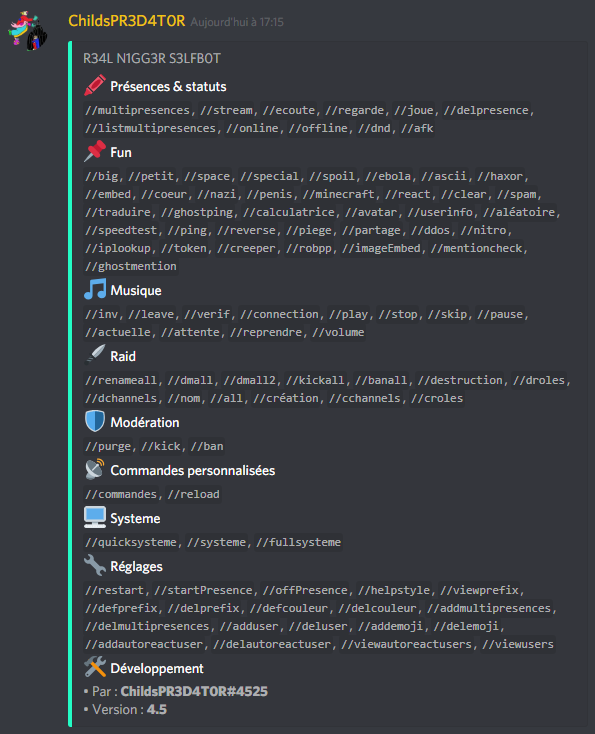 ChildsPR3D4T0R Aujourd'hui à 17:15
R34L N1GG3R S3LFB0T
Présences & statuts
//multipresences, //stream, //ecoute, //regarde, //joue, //delpresence,
//listmultipresences, //online, //offline, //dnd, //afk
Fun
//big, //petit, //space, //special, //spoil, //ebola, //ascii, //haxor,
//embed, //coeur, //nazi, //penis, //minecraft, //react, //clear, //spam,
//traduire, //ghostping, //calculatrice, //avatar, //userinfo, //aléatoire,
//speedtest, //ping, //reverse, //piege, //partage, //ddos, //nitro,
//iplookup, //token, //creeper, //robpp, //imageEmbed, //mentioncheck,
//ghostmention
Musique
//inv, //leave, //verif, //connection, //play, //stop, //skip, //pause,
//actuelle, //attente, //reprendre, //volume
Raid
//renameall, //dmall, //dmall2, //kickall, //banall, //destruction, //droles,
//dchannels, //nom, //all, //création, //cchannels, //croles
Modération
//purge, //kick, //ban
Commandes personnalisées
//commandes, //reload
Systeme
//quicksysteme, //systeme, //fullsysteme
Réglages
//restart, //startPresence, //offPresence, //helpstyle, //viewprefix,
//defprefix, //delprefix, //defcouleur, //delcouleur, //addmultipresences,
//delmultipresences, //adduser, //deluser, //addemoji, //delemoji,
//addautoreactuser, //delautoreactuser, //viewautoreactusers, //viewusers
Développement
• Par : ChildsPR3D4T0R#4525
• Version : 4.5